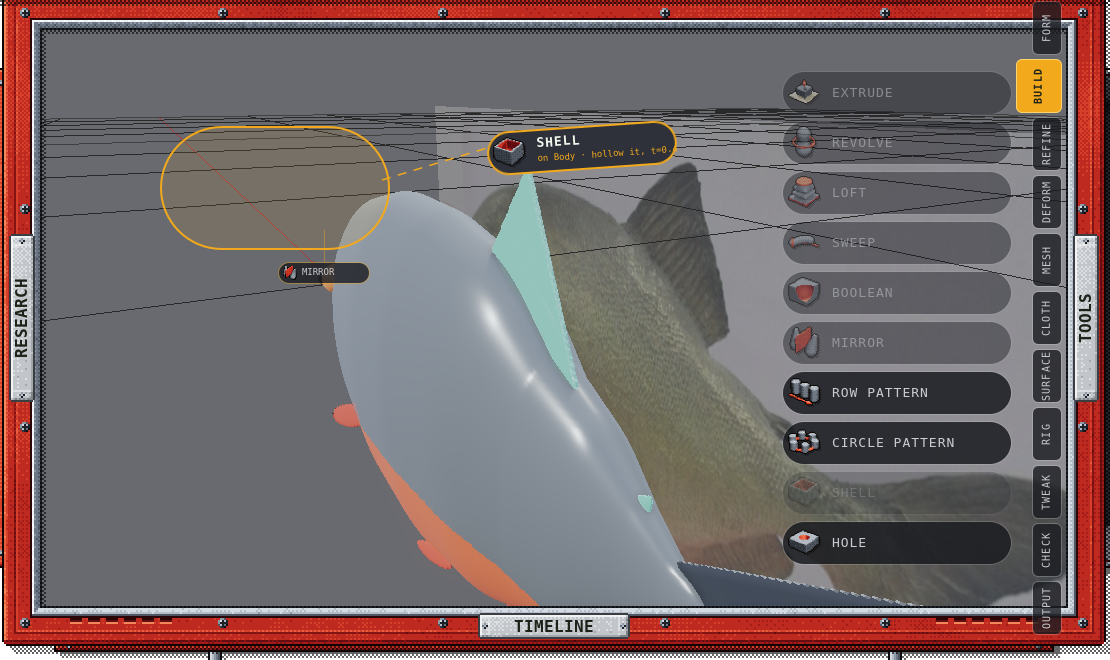 FORM
BUILD
REFINE
DEFORM
MESH
CLOTH
SURFACE
RIG
TWEAK
CHECK
OUTPUT
EXTRUDE
REVOLVE
LOFT
SWEEP
BOOLEAN
MIRROR
ROW PATTERN
CIRCLE PATTERN
SHELL
HOLE
SHELL
on Body · hollow it, t=0.
MIRROR
RESEARCH
TOOLS
TIMELINE